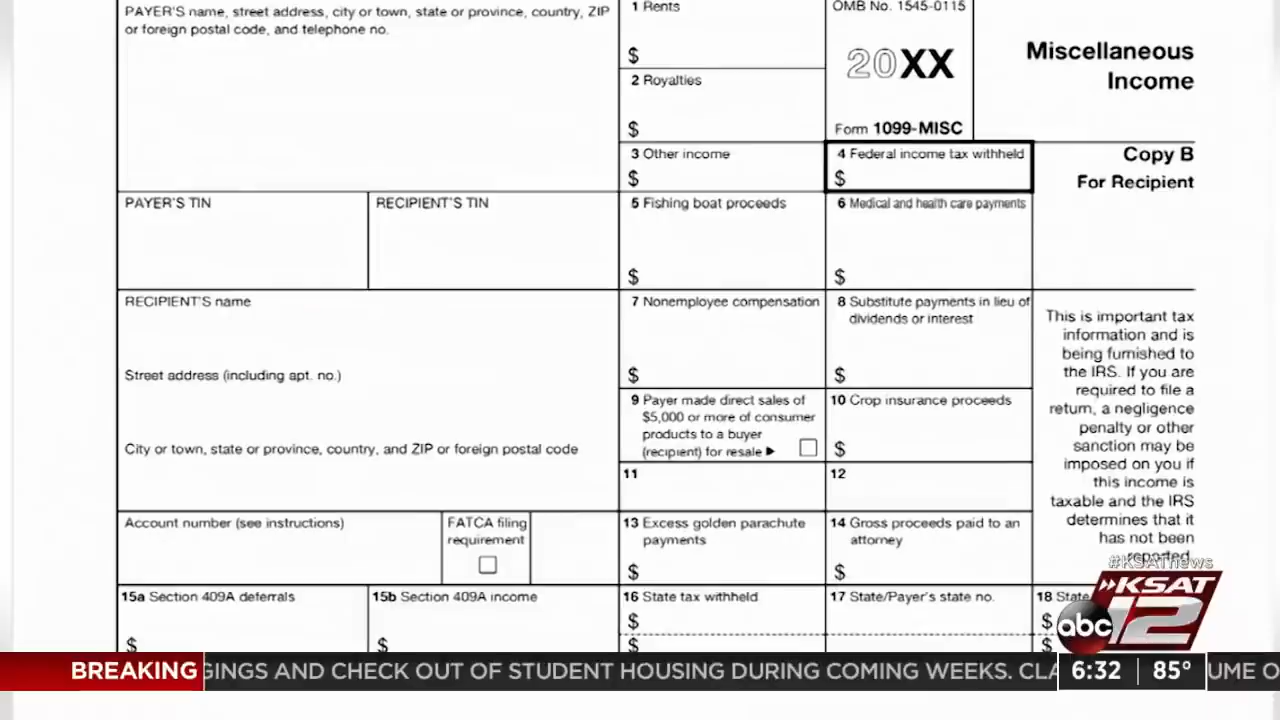 PAYER'S name, street address, city or town, state or province, country, ZIP
or foreign postal code, and telephone no.
1 Rents
$
OMB No. 1545-0115
20XX
Form 1099-MISC
Miscellaneous
Income
2 Royalties
$
3 Other income
$
4 Federal income tax withheld
$
Copy B
For Recipient
PAYER'S TIN
RECIPIENT'S TIN
5 Fishing boat proceeds
$
6 Medical and health care payments
$
RECIPIENT'S name
Street address (including apt. no.)
City or town, state or province, country, and ZIP or foreign postal code
7 Nonemployee compensation
$
8 Substitute payments in lieu of
dividends or interest
$
This is important tax
information and is
being furnished to
the IRS. If you are
required to file a
return, a negligence
penalty or other
sanction may be
imposed on you if
this income is
taxable and the IRS
determines that it
has not been
reported.
9 Payer made direct sales of
$5,000 or more of consumer
products to a buyer
(recipient) for resale ►
10 Crop insurance proceeds
$
11
12
Account number (see instructions)
FATCA filing
requirement
13 Excess golden parachute
payments
$
14 Gross proceeds paid to an
attorney
$
15a Section 409A deferrals
$
15b Section 409A income
$
16 State tax withheld
$
$
17 State/Payer's state no.
18 State
$
$
#KSATnews
KSAT
12
abc
BREAKING
GINGS AND CHECK OUT OF STUDENT HOUSING DURING COMING WEEKS. CLA
6:32
85°
UME O